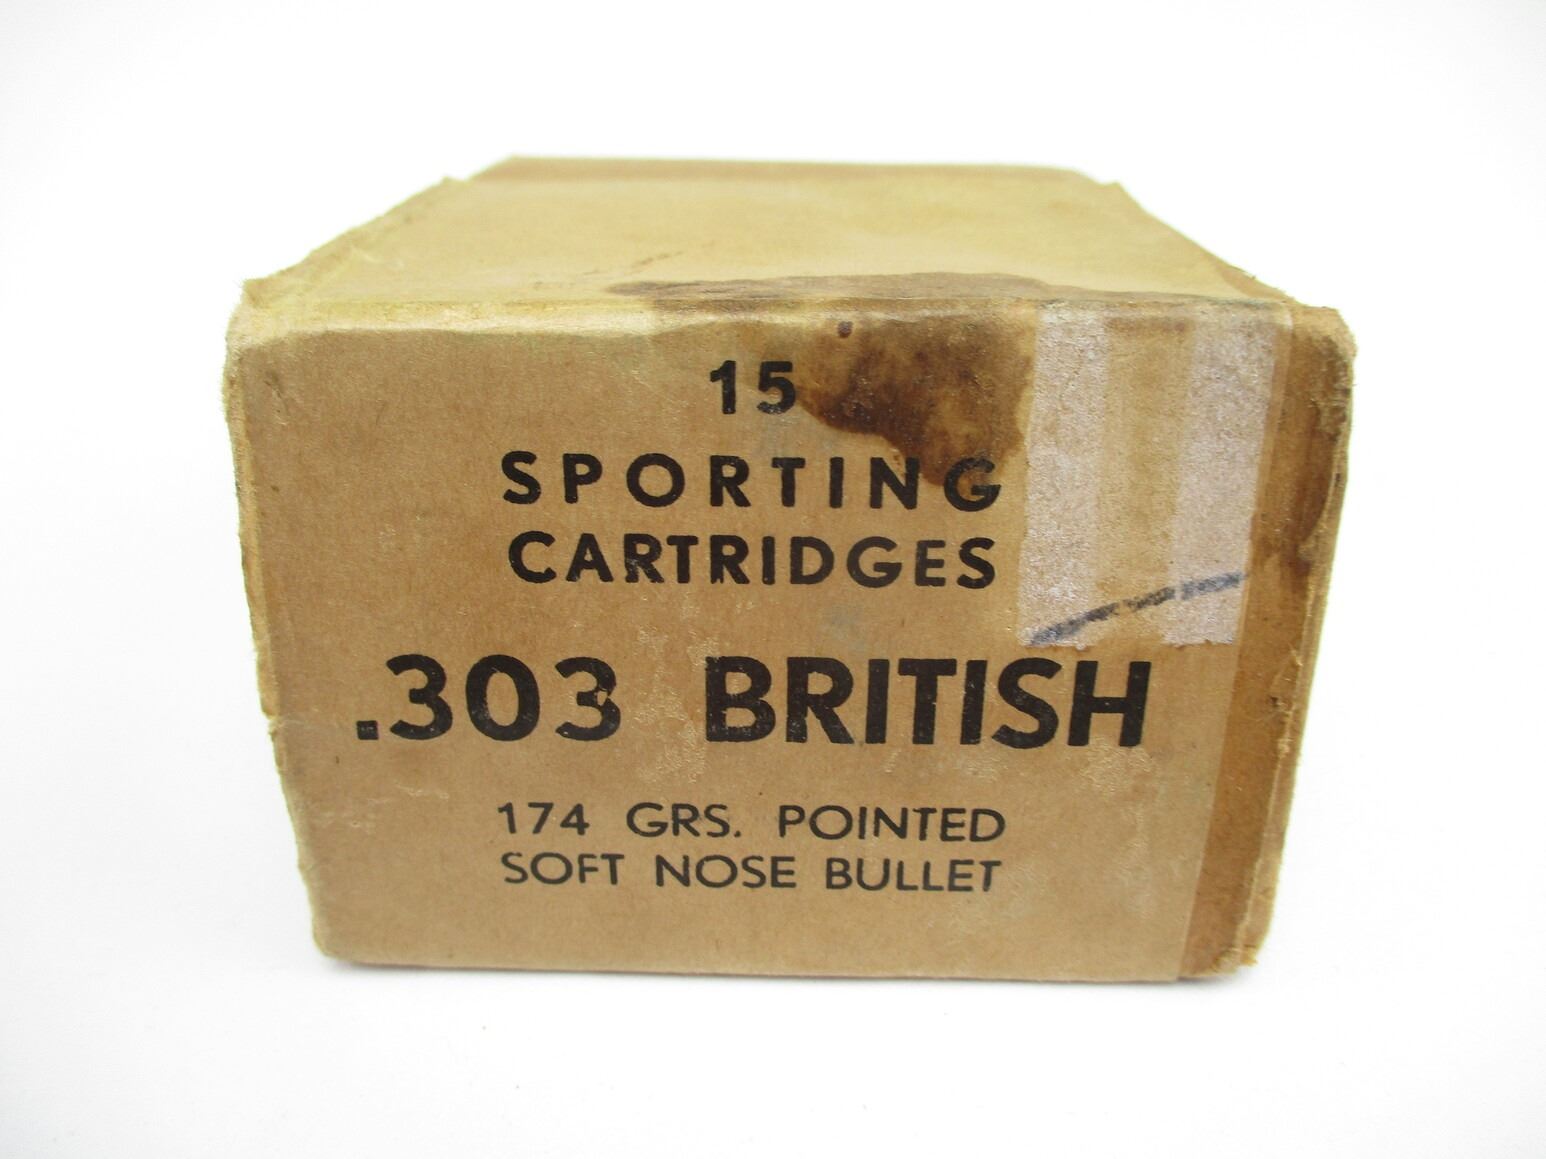 15
SPORTING
CARTRIDGES
.303 BRITISH
174 GRS. POINTED
SOFT NOSE BULLET